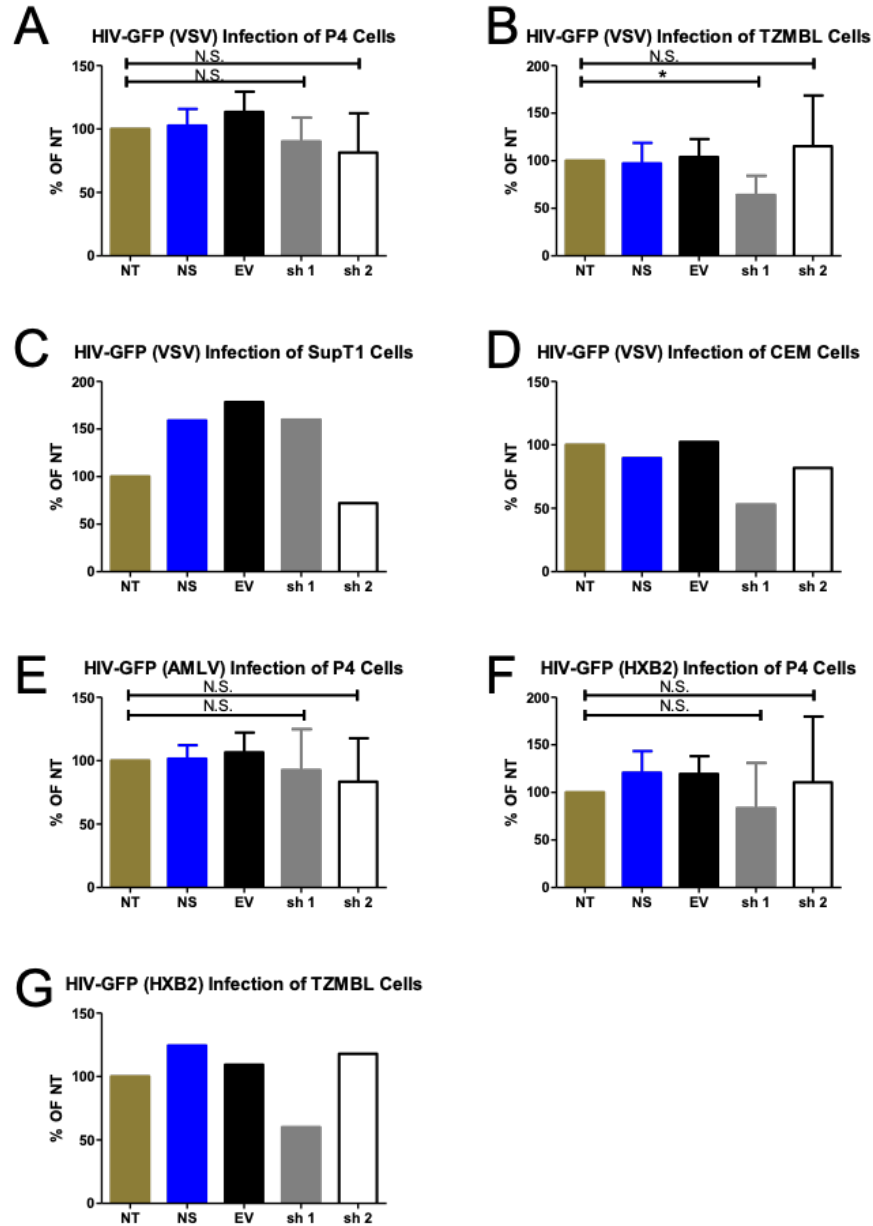 A
HIV-GFP (VSV) Infection of P4 Cells
N.S.
N.S.
% OF NT
150
100
50
0
NT NS EV sh 1 sh 2
B
HIV-GFP (VSV) Infection of TZMBL Cells
N.S.
*
% OF NT
200
150
100
50
0
NT NS EV sh 1 sh 2
C
HIV-GFP (VSV) Infection of SupT1 Cells
% OF NT
200
150
100
50
0
NT NS EV sh 1 sh 2
D
HIV-GFP (VSV) Infection of CEM Cells
% OF NT
150
100
50
0
NT NS EV sh 1 sh 2
E
HIV-GFP (AMLV) Infection of P4 Cells
N.S.
N.S.
% OF NT
150
100
50
0
NT NS EV sh 1 sh 2
F
HIV-GFP (HXB2) Infection of P4 Cells
N.S.
N.S.
% OF NT
200
150
100
50
0
NT NS EV sh 1 sh 2
G
HIV-GFP (HXB2) Infection of TZMBL Cells
% OF NT
150
100
50
0
NT NS EV sh 1 sh 2